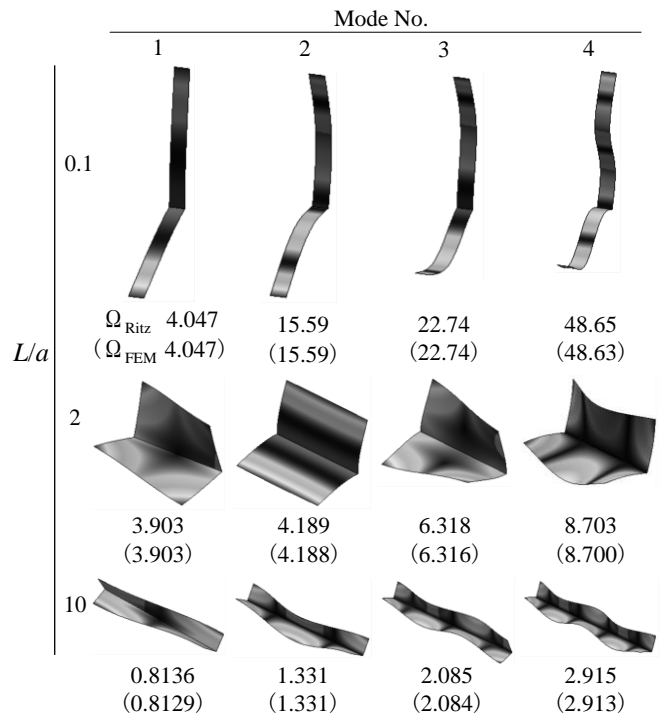 Mode No.
1 2 3 4
0.1
Ω Ritz 4.047 15.59 22.74 48.65
(Ω FEM 4.047) (15.59) (22.74) (48.63)
L/a
2
3.903 4.189 6.318 8.703
(3.903) (4.188) (6.316) (8.700)
10
0.8136 1.331 2.085 2.915
(0.8129) (1.331) (2.084) (2.913)